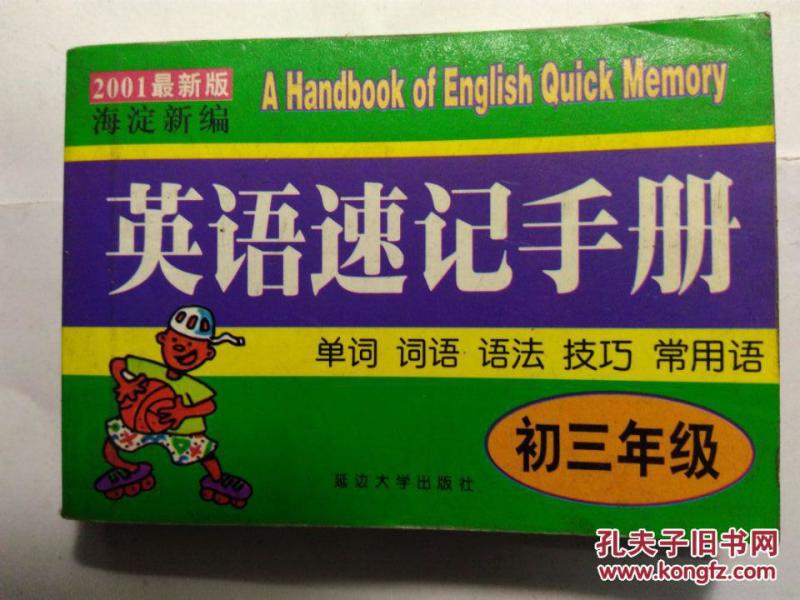 2001最新版
海淀新编
A Handbook of English Quick Memory
英语速记手册
单词 词语 语法 技巧 常用语
初三年级
延边大学出版社
孔夫子旧书网
www.kongfz.com